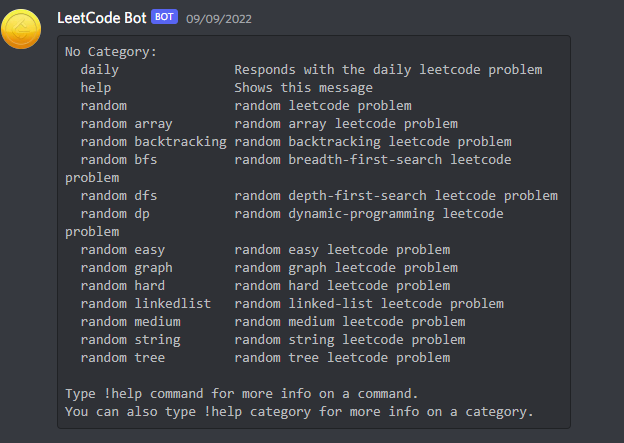 LeetCode Bot BOT 09/09/2022
No Category:
  daily               Responds with the daily leetcode problem
  help                Shows this message
  random              random leetcode problem
  random array        random array leetcode problem
  random backtracking random backtracking leetcode problem
  random bfs          random breadth-first-search leetcode
problem
  random dfs          random depth-first-search leetcode problem
  random dp           random dynamic-programming leetcode
problem
  random easy         random easy leetcode problem
  random graph        random graph leetcode problem
  random hard         random hard leetcode problem
  random linkedlist   random linked-list leetcode problem
  random medium       random medium leetcode problem
  random string       random string leetcode problem
  random tree         random tree leetcode problem
Type !help command for more info on a command.
You can also type !help category for more info on a category.